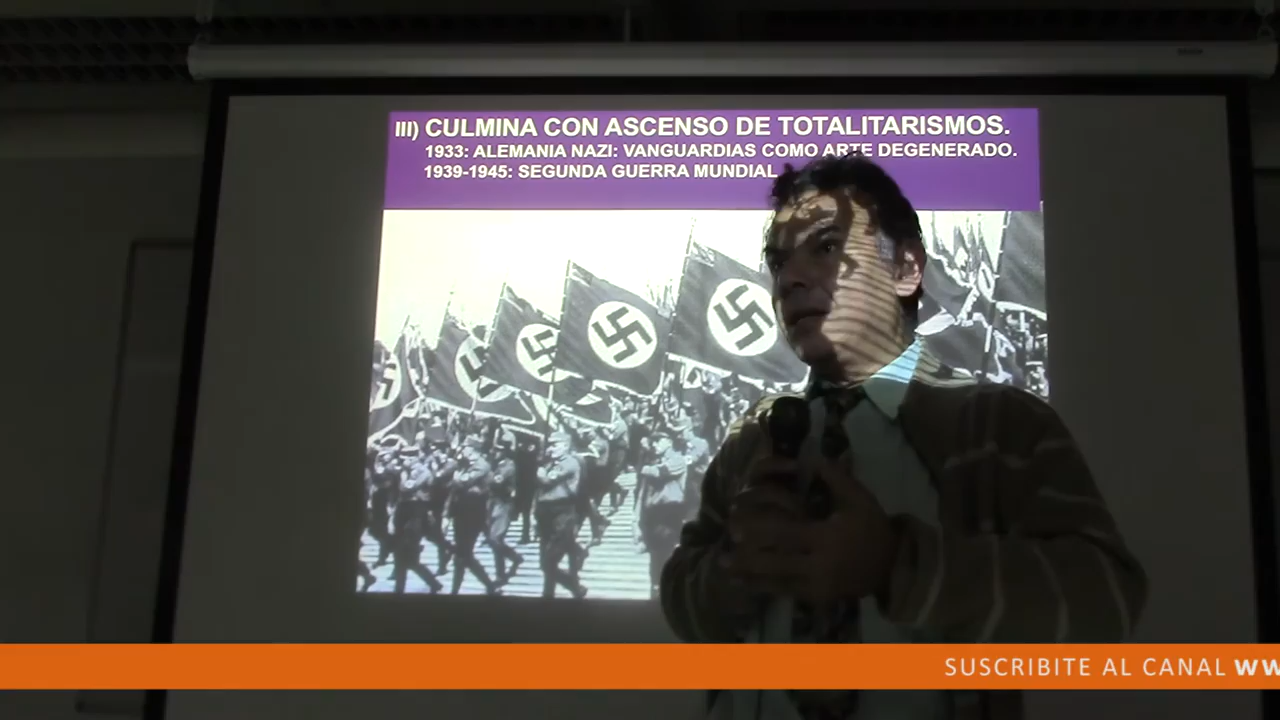 III) CULMINA CON ASCENSO DE TOTALITARISMOS.
1933: ALEMANIA NAZI: VANGUARDIAS COMO ARTE DEGENERADO.
1939-1945: SEGUNDA GUERRA MUNDIAL
SUSCRIBITE AL CANAL